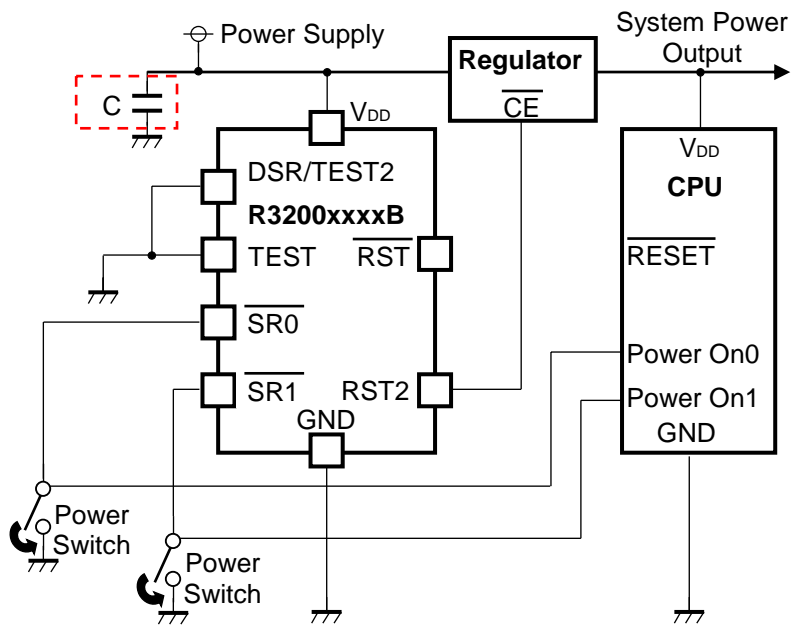 Power Supply
System Power
Output
Regulator
CE
C
VDD
DSR/TEST2
R3200xxxxB
TEST
RST
SR0
SR1
RST2
GND
VDD
CPU
RESET
Power On0
Power On1
GND
Power
Switch
Power
Switch